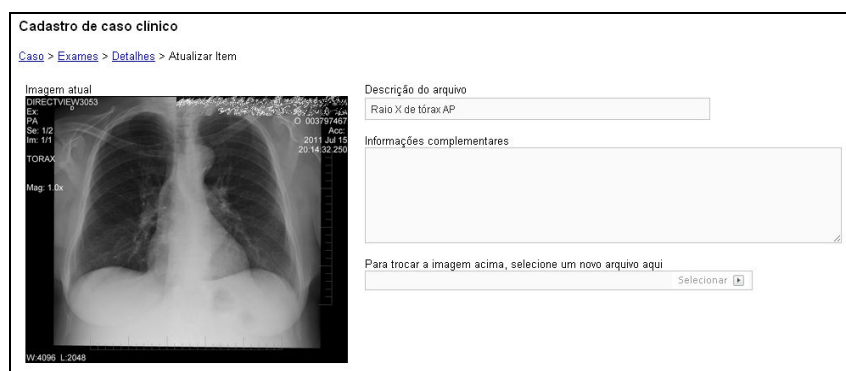 Cadastro de caso clínico
Caso > Exames > Detalhes > Atualizar Item
Imagem atual
DIRECTVIEW3053
Ex:
PA
Se: 1/2
Im: 1/1
TORAX
Mag: 1.0x
O 003797467
Acc:
2011 Jul 15
20:14:32.250
W:4096 L:2048
Descrição do arquivo
Raio X de tórax AP
Informações complementares
Para trocar a imagem acima, selecione um novo arquivo aqui
Selecionar